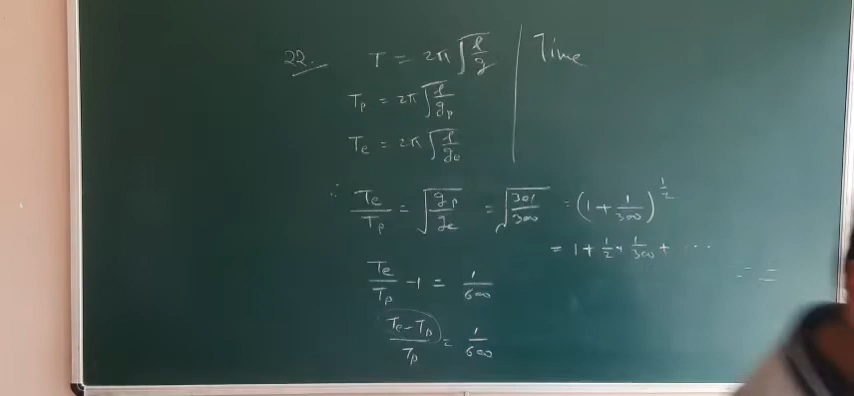 22. T = 2π√(l/g) | Time
T_p = 2π√(l/g_p)
T_e = 2π√(l/g_e)
∴ T_e/T_p = √(g_p/g_e) = √(301/300) = (1 + 1/300)^(1/2)
= 1 + 1/2 × 1/300 + ...
T_e/T_p - 1 = 1/600
(T_e - T_p)/T_p = 1/600